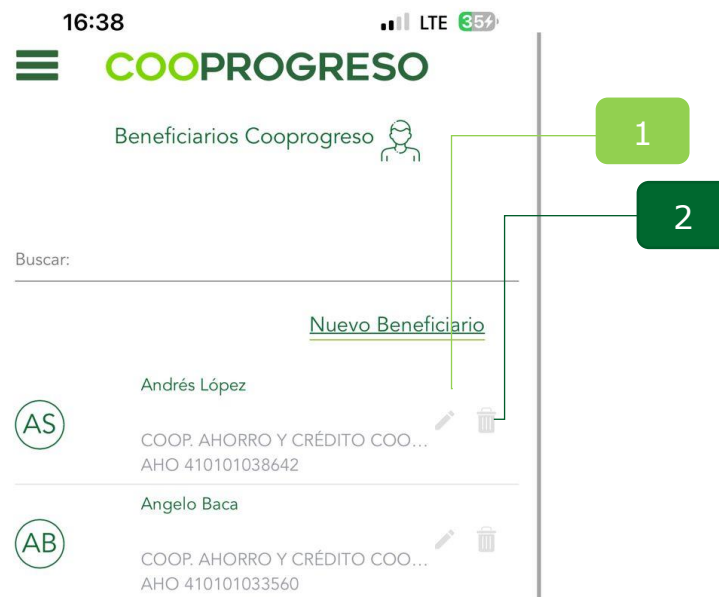 16:38 LTE 35
COOPROGRESO
Beneficiarios Cooprogreso
1
2
Buscar:
Nuevo Beneficiario
Andrés López
AS
COOP. AHORRO Y CRÉDITO COO...
AHO 410101038642
Angelo Baca
AB
COOP. AHORRO Y CRÉDITO COO...
AHO 410101033560